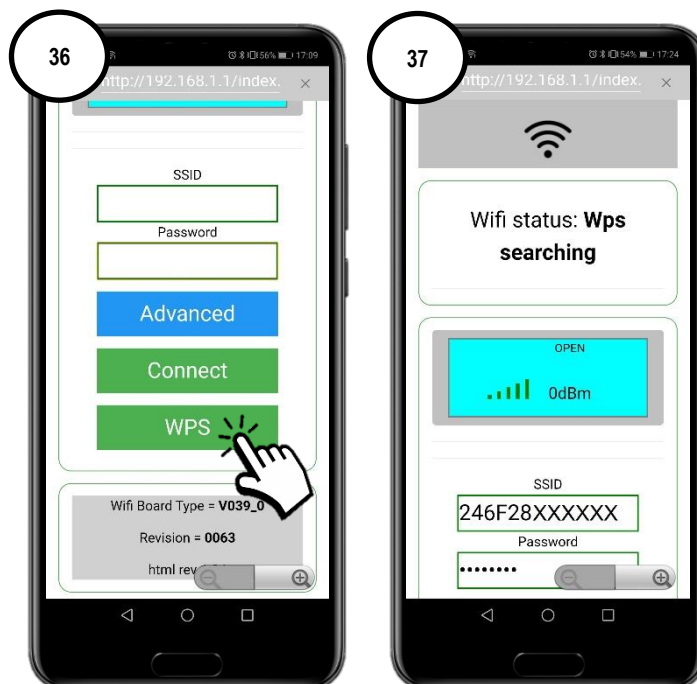 36
56% 17:09
http://192.168.1.1/index. ×
SSID
Password
Advanced
Connect
WPS
Wifi Board Type = V039_0
Revision = 0063
html rev
37
54% 17:24
http://192.168.1.1/index. ×
Wifi status: Wps
searching
OPEN
0dBm
SSID
246F28XXXXXX
Password
••••••••